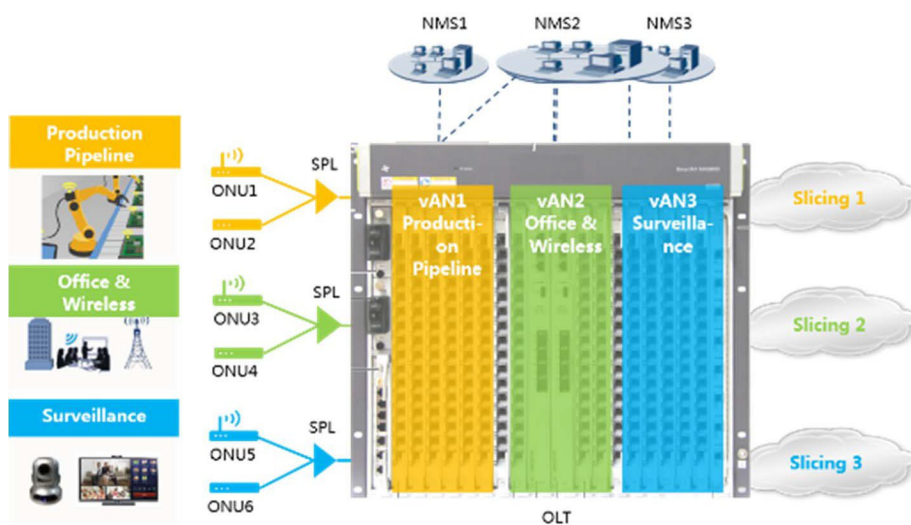 NMS1
NMS2
NMS3
Production
Pipeline
ONU1
ONU2
SPL
Office &
Wireless
ONU3
ONU4
SPL
Surveillance
ONU5
ONU6
SPL
vAN1
Producti-
on
Pipeline
vAN2
Office &
Wireless
vAN3
Surveilla-
nce
OLT
Slicing 1
Slicing 2
Slicing 3